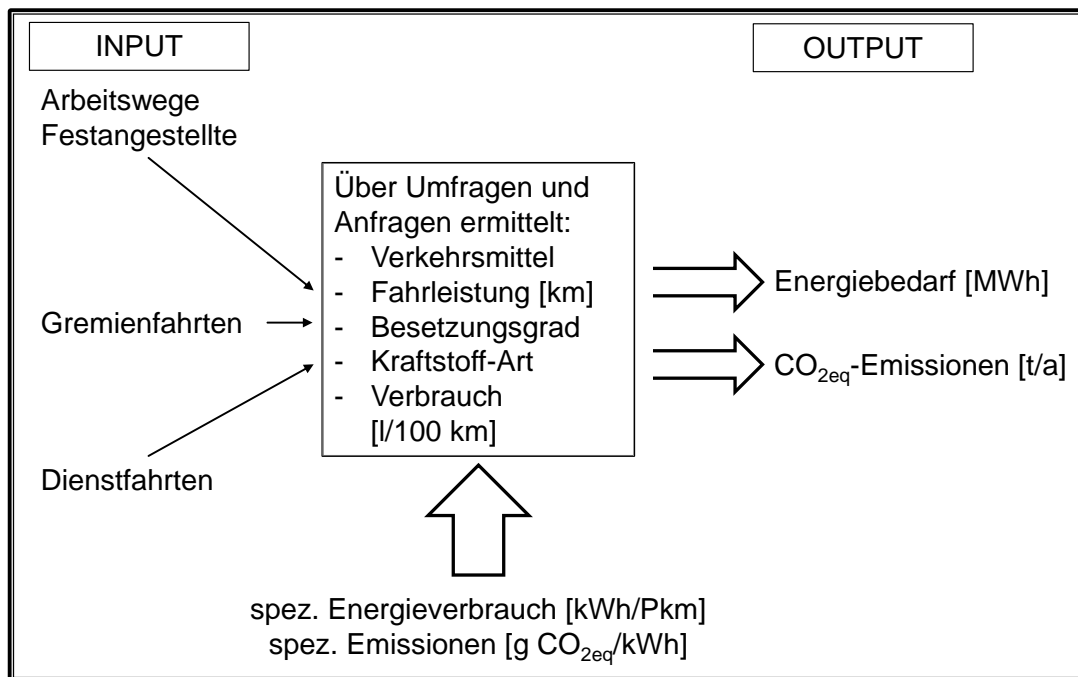 INPUT
OUTPUT
Arbeitswege
Festangestellte
Gremienfahrten
Dienstfahrten
Über Umfragen und
Anfragen ermittelt:
- Verkehrsmittel
- Fahrleistung [km]
- Besetzungsgrad
- Kraftstoff-Art
- Verbrauch
[l/100 km]
Energiebedarf [MWh]
CO₂eq-Emissionen [t/a]
spez. Energieverbrauch [kWh/Pkm]
spez. Emissionen [g CO₂eq/kWh]